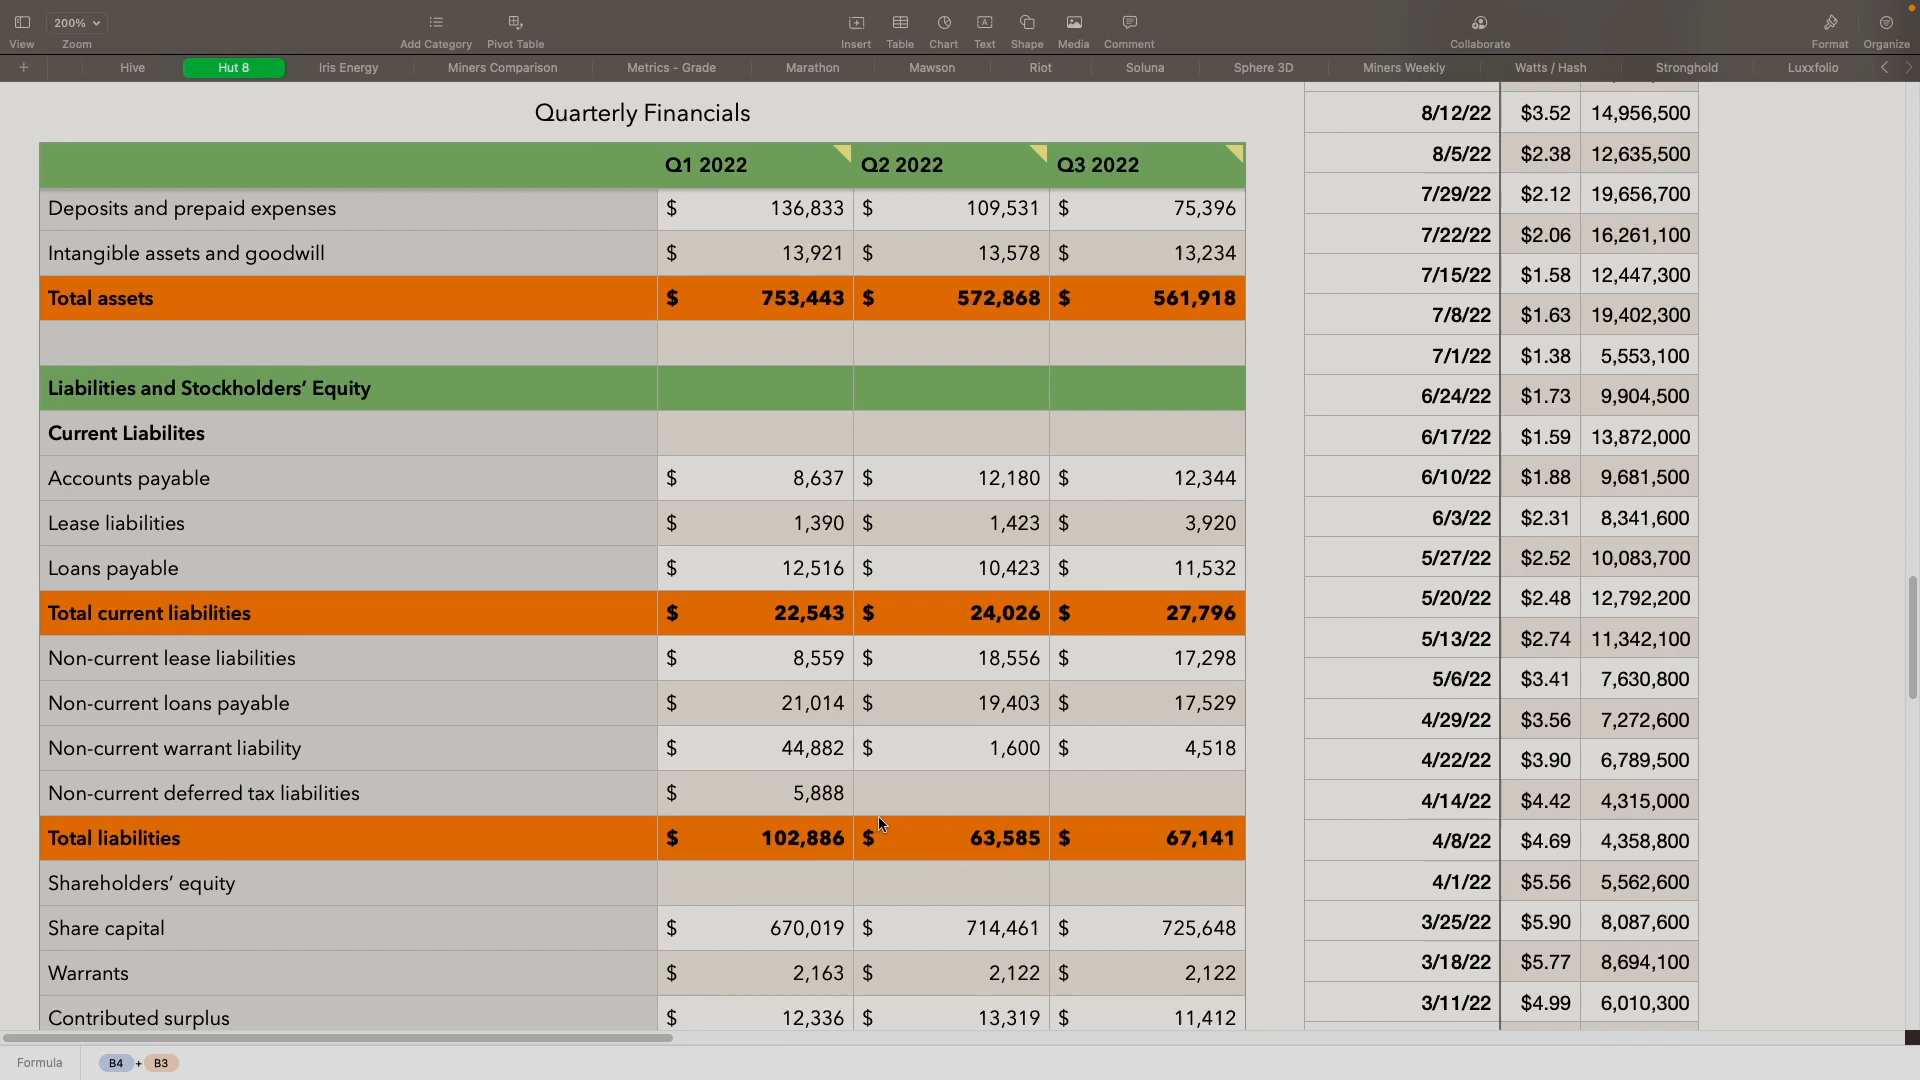 200%
View
Zoom
Add Category
Pivot Table
Insert
Table
Chart
Text
Shape
Media
Comment
Collaborate
Format
Organize
+ Hive Hut 8 Iris Energy Miners Comparison Metrics - Grade Marathon Mawson Riot Soluna Sphere 3D Miners Weekly Watts / Hash Stronghold Luxxfolio
Quarterly Financials
Q1 2022 Q2 2022 Q3 2022
Deposits and prepaid expenses $ 136,833 $ 109,531 $ 75,396
Intangible assets and goodwill $ 13,921 $ 13,578 $ 13,234
Total assets $ 753,443 $ 572,868 $ 561,918
Liabilities and Stockholders’ Equity
Current Liabilites
Accounts payable $ 8,637 $ 12,180 $ 12,344
Lease liabilities $ 1,390 $ 1,423 $ 3,920
Loans payable $ 12,516 $ 10,423 $ 11,532
Total current liabilities $ 22,543 $ 24,026 $ 27,796
Non-current lease liabilities $ 8,559 $ 18,556 $ 17,298
Non-current loans payable $ 21,014 $ 19,403 $ 17,529
Non-current warrant liability $ 44,882 $ 1,600 $ 4,518
Non-current deferred tax liabilities $ 5,888
Total liabilities $ 102,886 $ 63,585 $ 67,141
Shareholders’ equity
Share capital $ 670,019 $ 714,461 $ 725,648
Warrants $ 2,163 $ 2,122 $ 2,122
Contributed surplus $ 12,336 $ 13,319 $ 11,412
8/12/22 $3.52 14,956,500
8/5/22 $2.38 12,635,500
7/29/22 $2.12 19,656,700
7/22/22 $2.06 16,261,100
7/15/22 $1.58 12,447,300
7/8/22 $1.63 19,402,300
7/1/22 $1.38 5,553,100
6/24/22 $1.73 9,904,500
6/17/22 $1.59 13,872,000
6/10/22 $1.88 9,681,500
6/3/22 $2.31 8,341,600
5/27/22 $2.52 10,083,700
5/20/22 $2.48 12,792,200
5/13/22 $2.74 11,342,100
5/6/22 $3.41 7,630,800
4/29/22 $3.56 7,272,600
4/22/22 $3.90 6,789,500
4/14/22 $4.42 4,315,000
4/8/22 $4.69 4,358,800
4/1/22 $5.56 5,562,600
3/25/22 $5.90 8,087,600
3/18/22 $5.77 8,694,100
3/11/22 $4.99 6,010,300
Formula B4 + B3